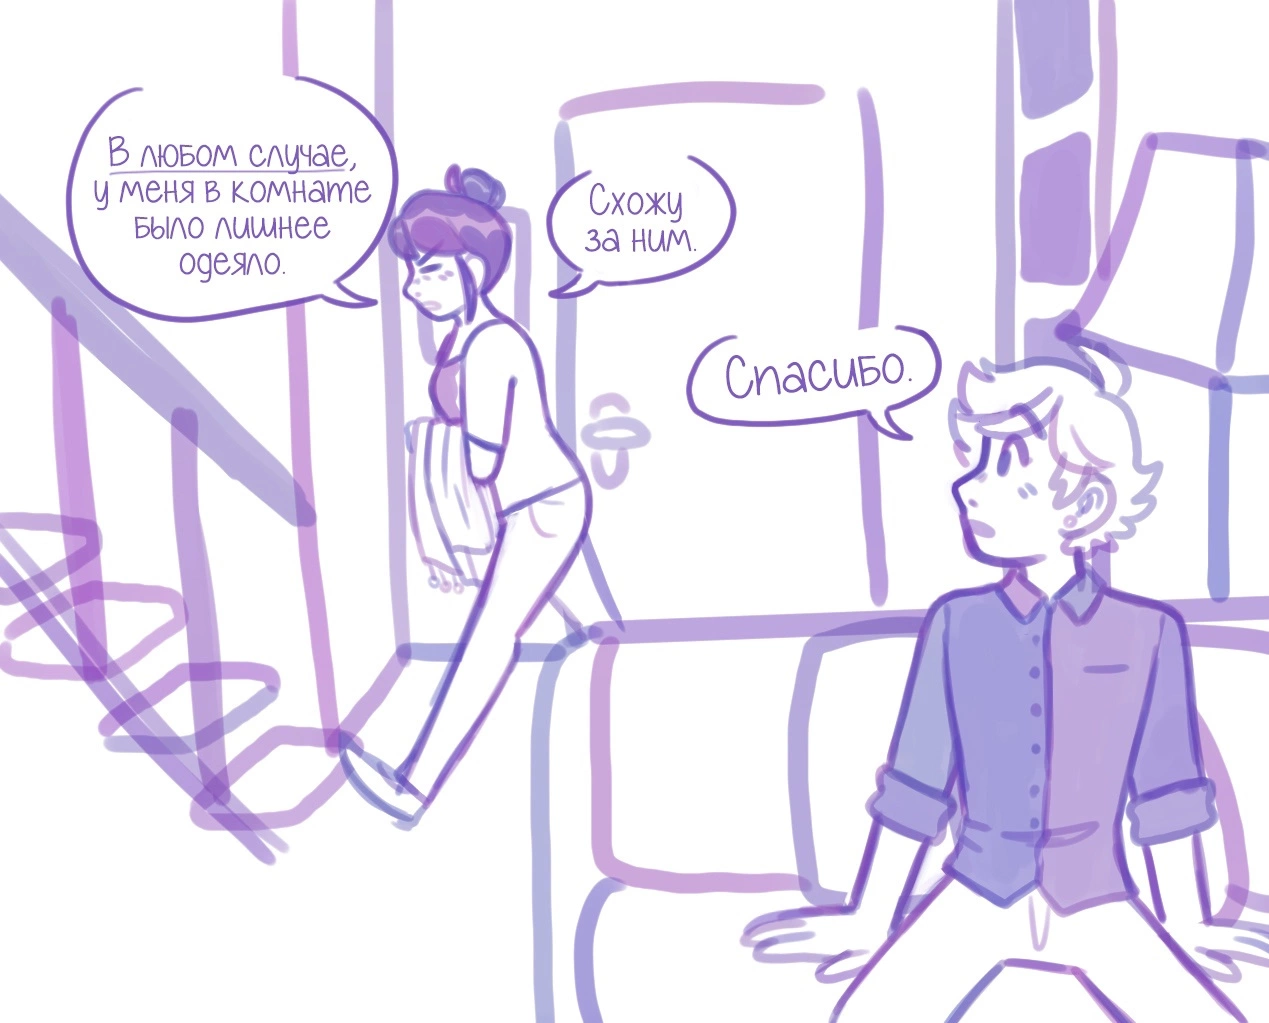 В любом случае,
у меня в комнате
было лишнее
одеяло.
Схожу
за ним.
Спасибо.